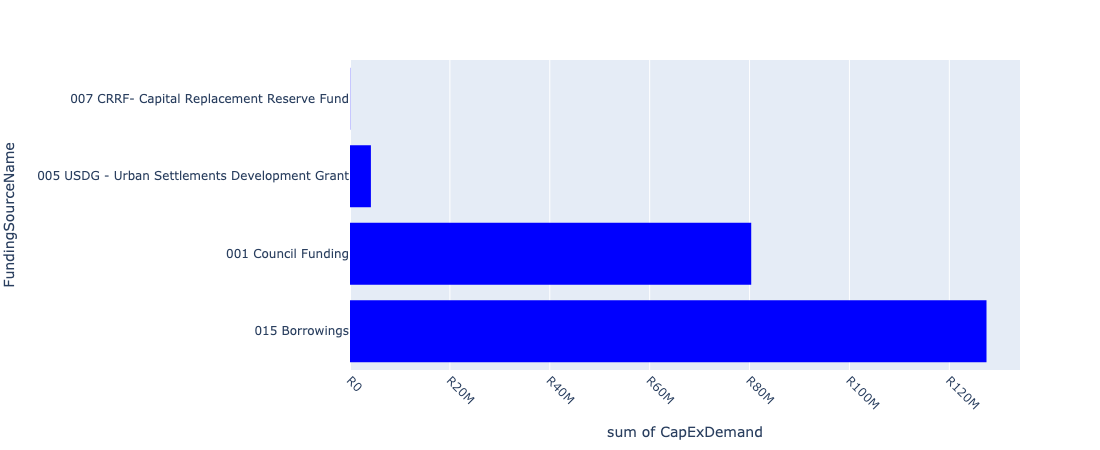 007 CRRF- Capital Replacement Reserve Fund
005 USDG - Urban Settlements Development Grant
001 Council Funding
015 Borrowings
FundingSourceName
R0
R20M
R40M
R60M
R80M
R100M
R120M
sum of CapExDemand